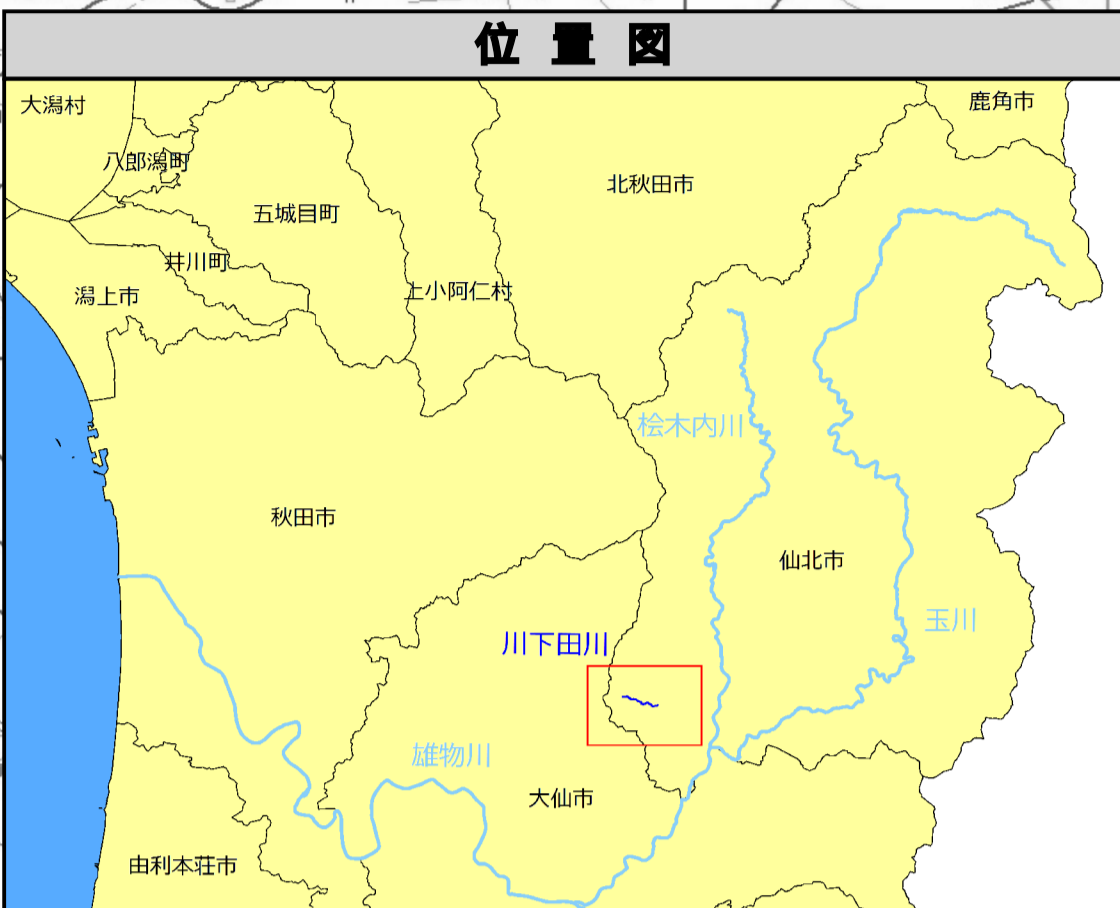 位置図
大潟村
鹿角市
八郎潟町
北秋田市
五城目町
井川町
上小阿仁村
潟上市
桧木内川
秋田市
仙北市
玉川
川下田川
雄物川
大仙市
由利本荘市